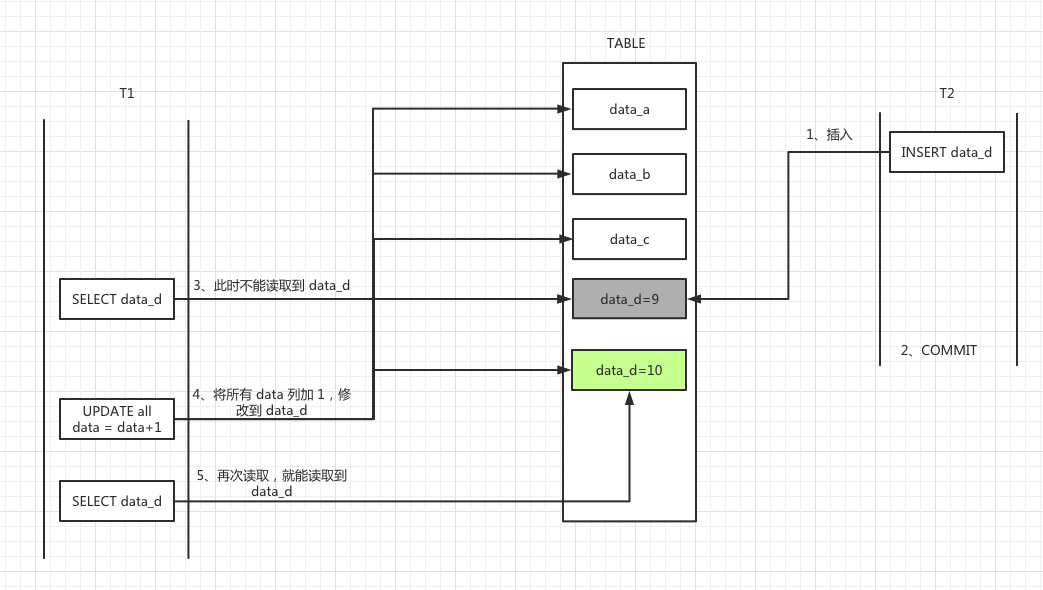 TABLE
T1
T2
data_a
1、插入
INSERT data_d
data_b
data_c
3、此时不能读取到 data_d
SELECT data_d
data_d=9
2、COMMIT
data_d=10
4、将所有 data 列加 1，修
改到 data_d
UPDATE all
data = data+1
5、再次读取，就能读取到
data_d
SELECT data_d